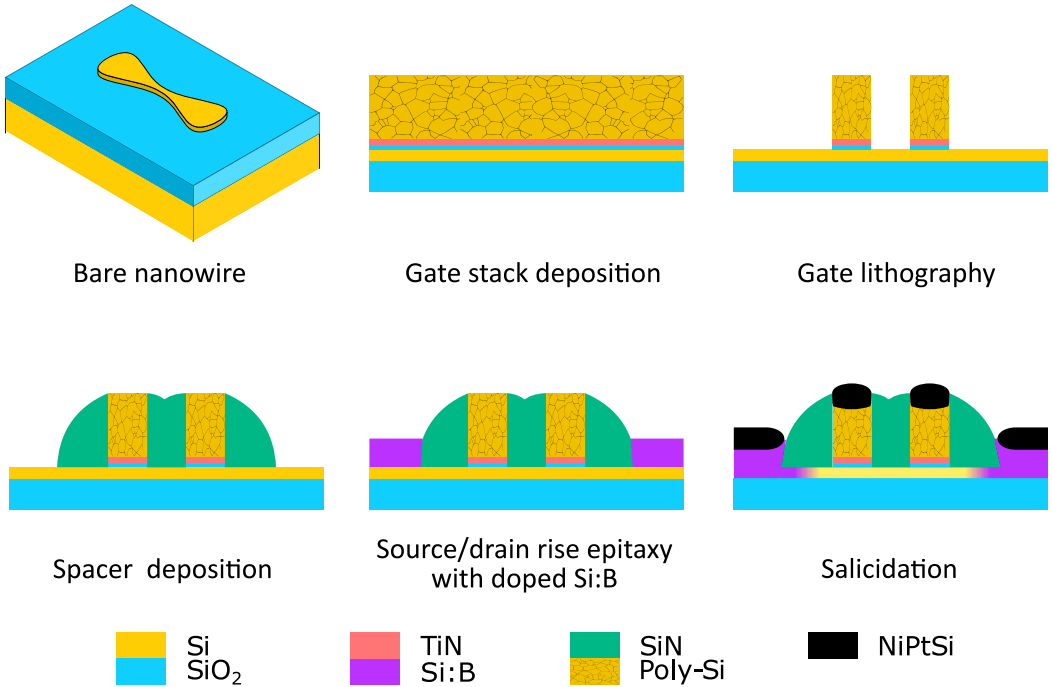 Bare nanowire
Gate stack deposition
Gate lithography
Spacer deposition
Source/drain rise epitaxy
with doped Si:B
Salicidation
Si
SiO₂
TiN
Si:B
SiN
Poly-Si
NiPtSi